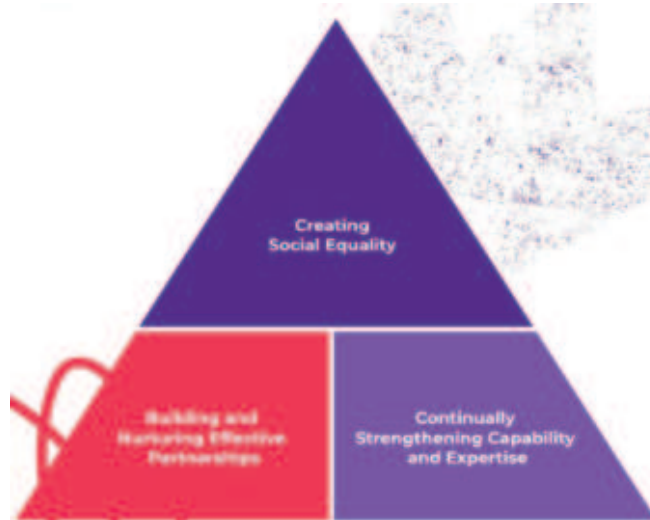 Creating
Social Equality
Building and
Nurturing Effective
Partnerships
Continually
Strengthening Capability
and Expertise